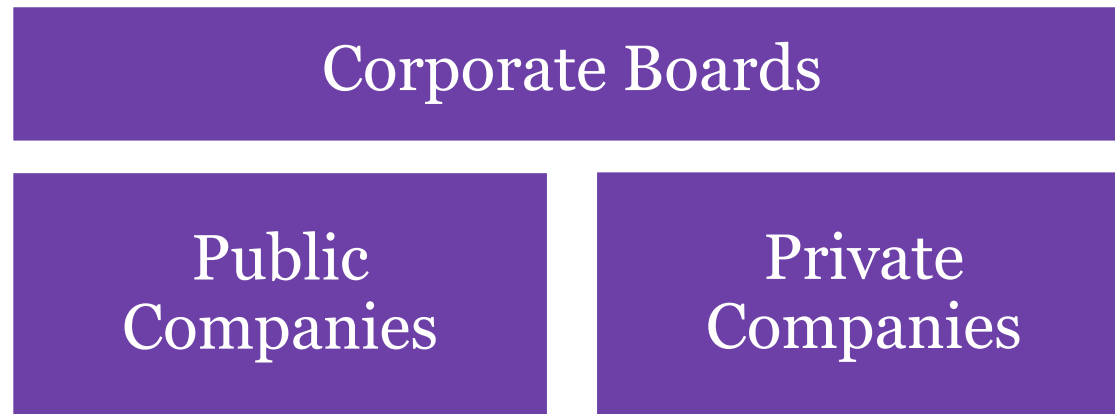 Corporate Boards
Public
Companies
Private
Companies